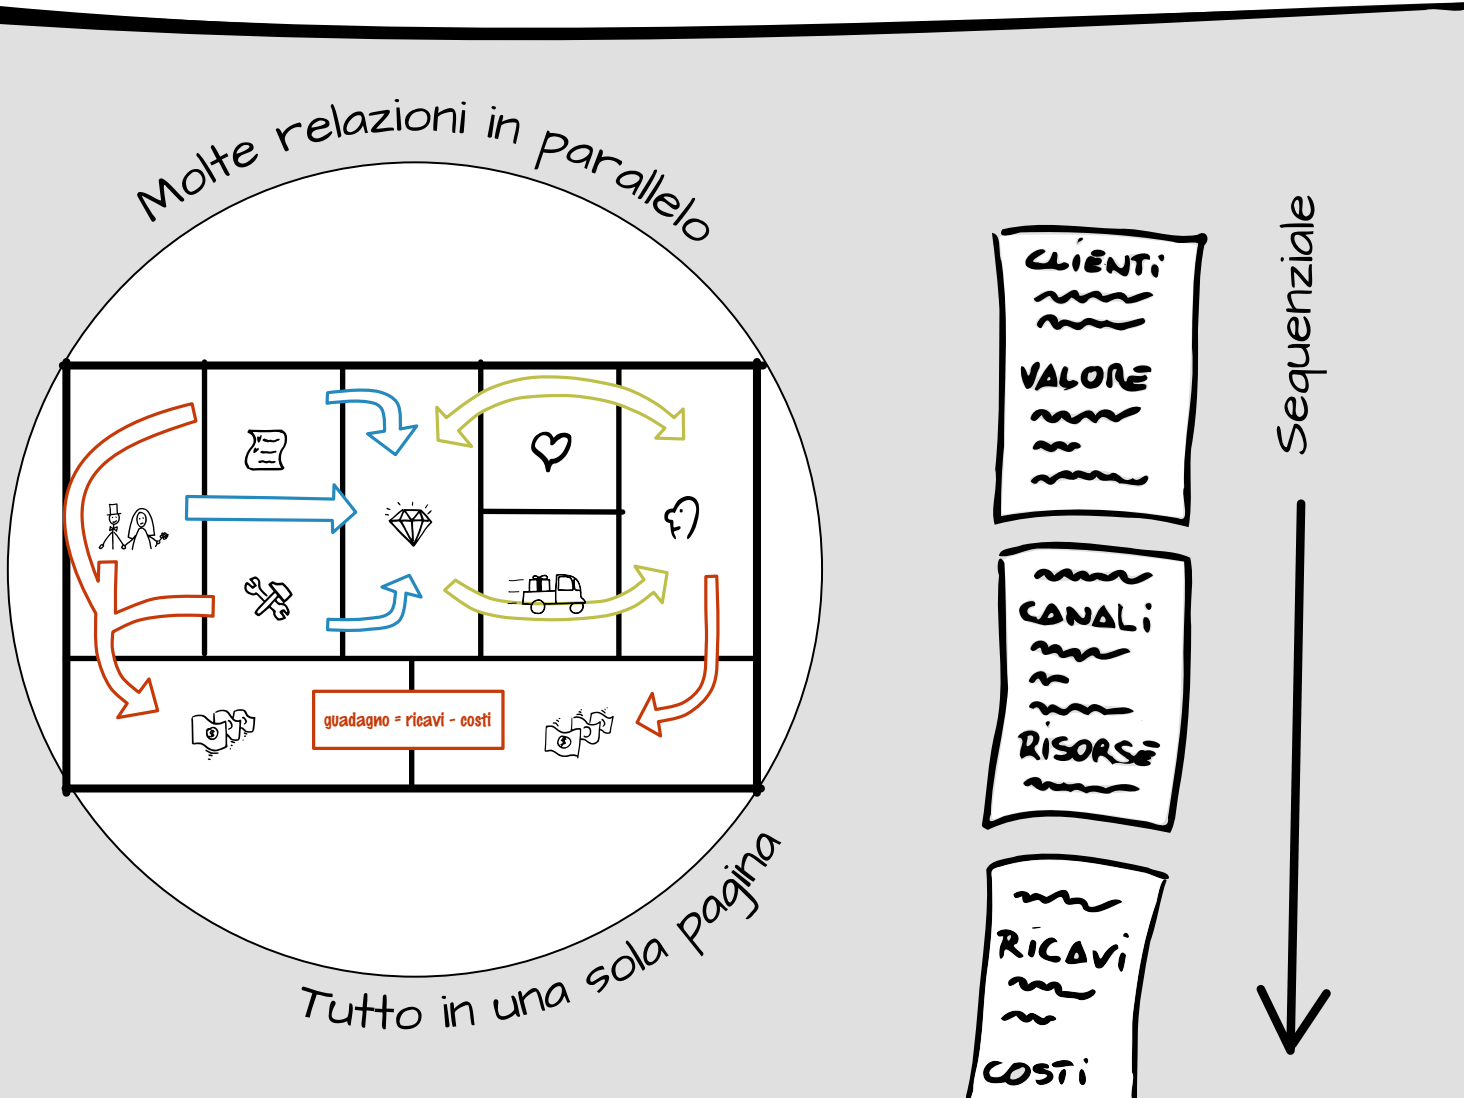 Molte relazioni in parallelo
guadagno = ricavi - costi
Tutto in una sola pagina
CLiENTi
VALORE
CANALi
RiSORSE
RiCAVi
COSTi
Sequenziale